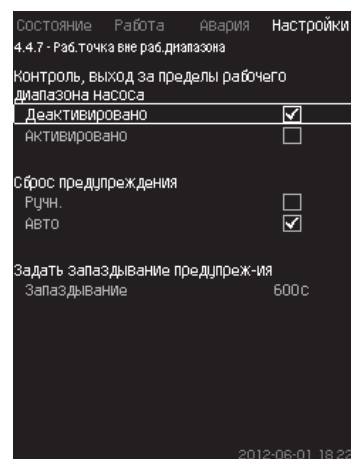 Состояние Работа Авария Настройки
4.4.7 - Раб.точка вне раб.диапазона
Контроль, выход за пределы рабочего
диапазона насоса
Деактивировано
Активировано
Сброс предупреждения
Ручн.
Авто
Задать запаздывание предупреж-ия
Запаздывание 600с
2012-06-01 18:22